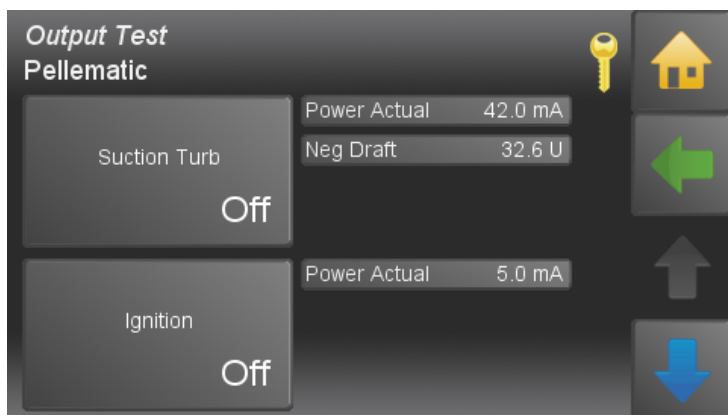 Output Test
Pellematic
Suction Turb
Off
Power Actual 42.0 mA
Neg Draft 32.6 U
Ignition
Off
Power Actual 5.0 mA